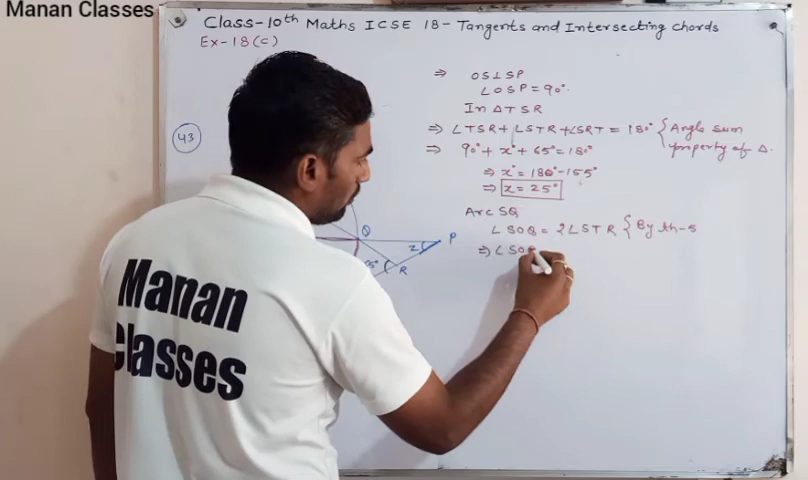 Manan Classes
Class-10th Maths ICSE 18- Tangents and Intersecting chords
Ex-18(c)
43
⇒ OS⊥SP
∠OSP=90°.
In ΔTSR
⇒ ∠TSR+∠STR+∠SRT=180° {Angle sum property of Δ.
⇒ 90°+x°+65°=180°
⇒ x°=180°-155°
⇒ x=25°
Arc SQ
∠SOQ=2∠STR {By th-5
⇒∠SOQ
Q
P
Z
R
Manan
Classes